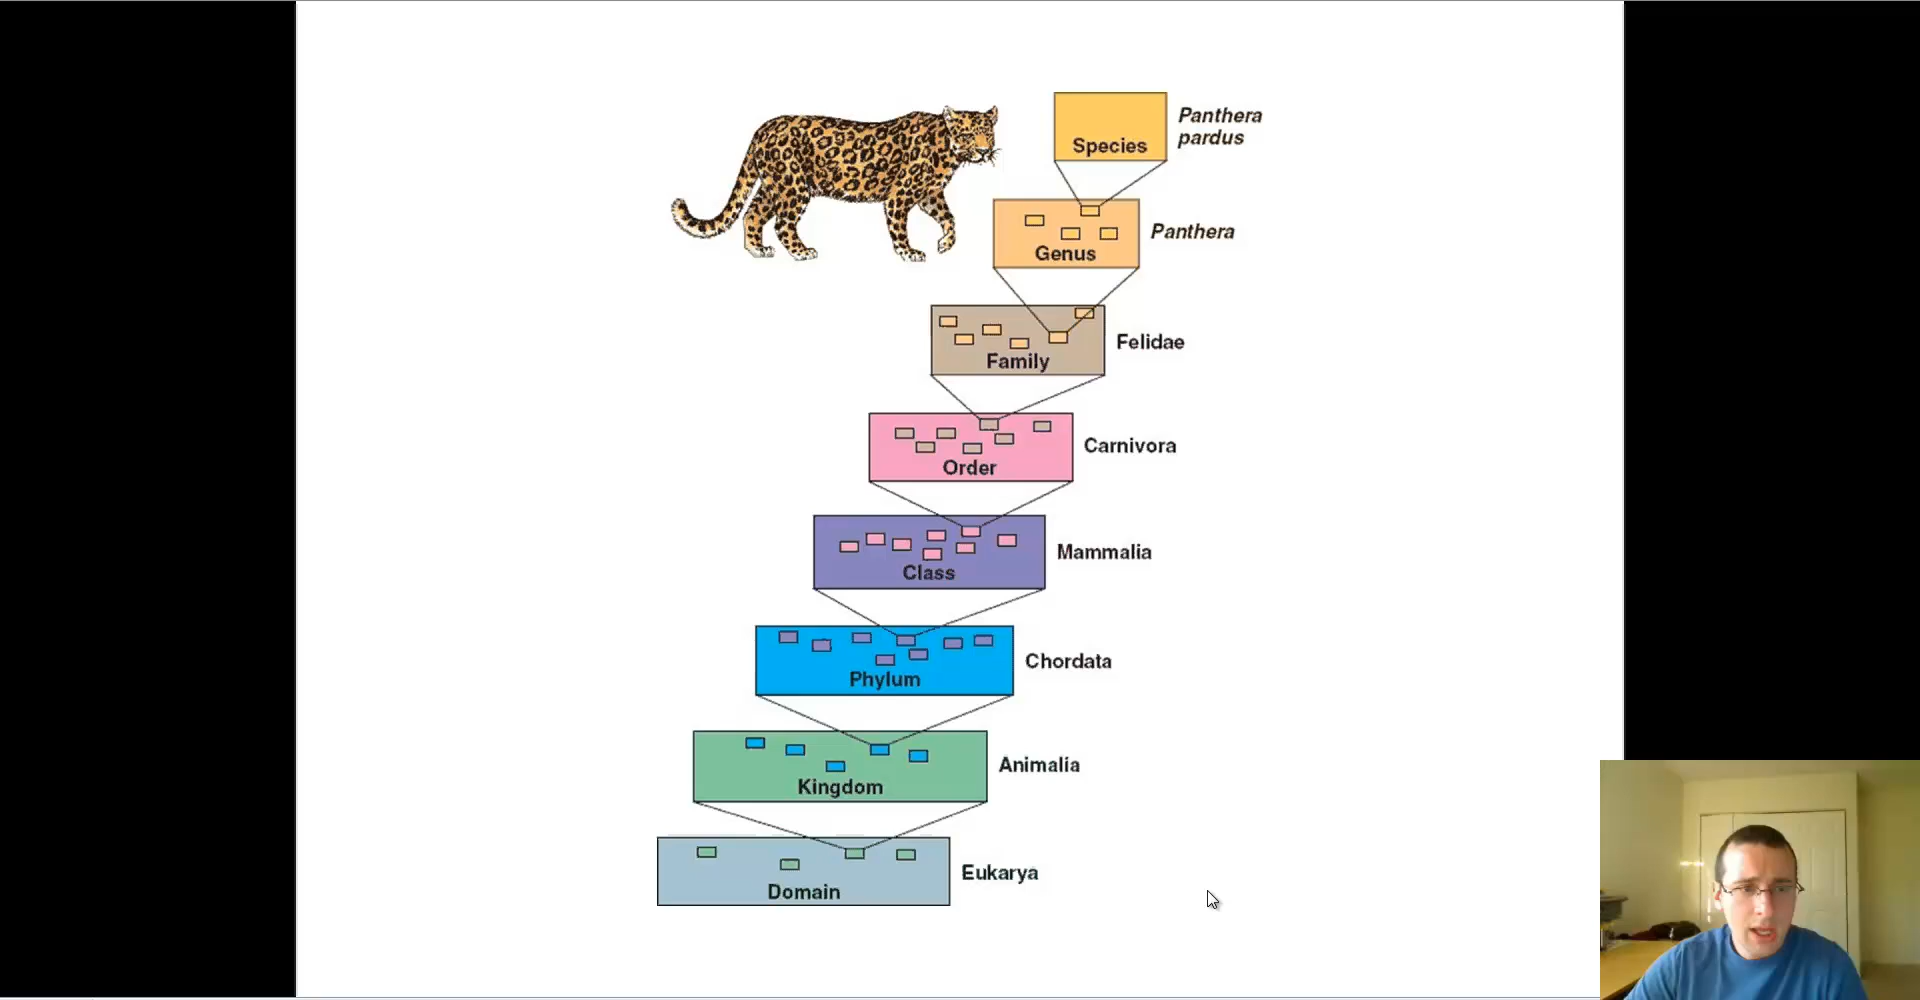 Species
Panthera
pardus
Genus
Panthera
Family
Felidae
Order
Carnivora
Class
Mammalia
Phylum
Chordata
Kingdom
Animalia
Domain
Eukarya